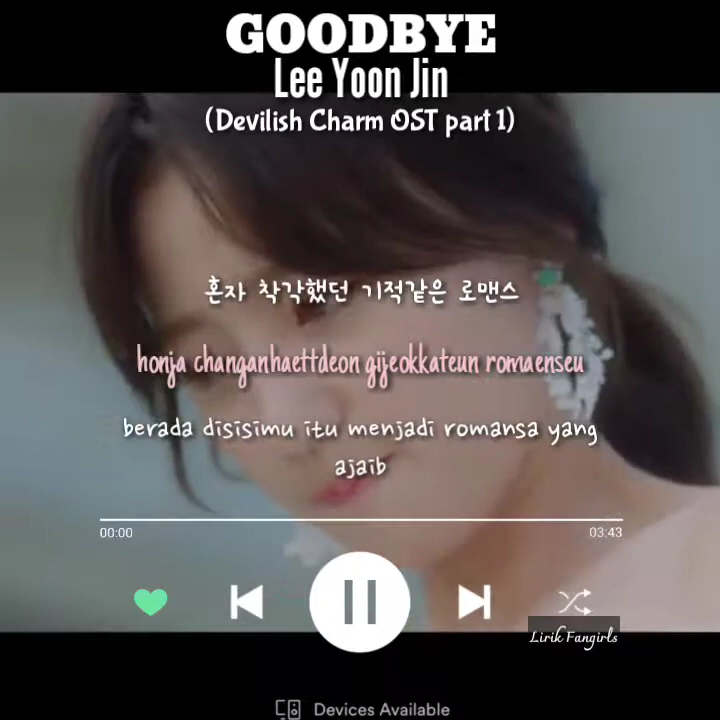 GOODBYE
Lee Yoon Jin
(Devilish Charm OST part 1)
혼자 착각했던 기적같은 로맨스
honja changanhaettdeon gijeokkateun romaenseu
berada disisimu itu menjadi romansa yang
ajaib
00:00 03:43
Lirik Fangirls
Devices Available